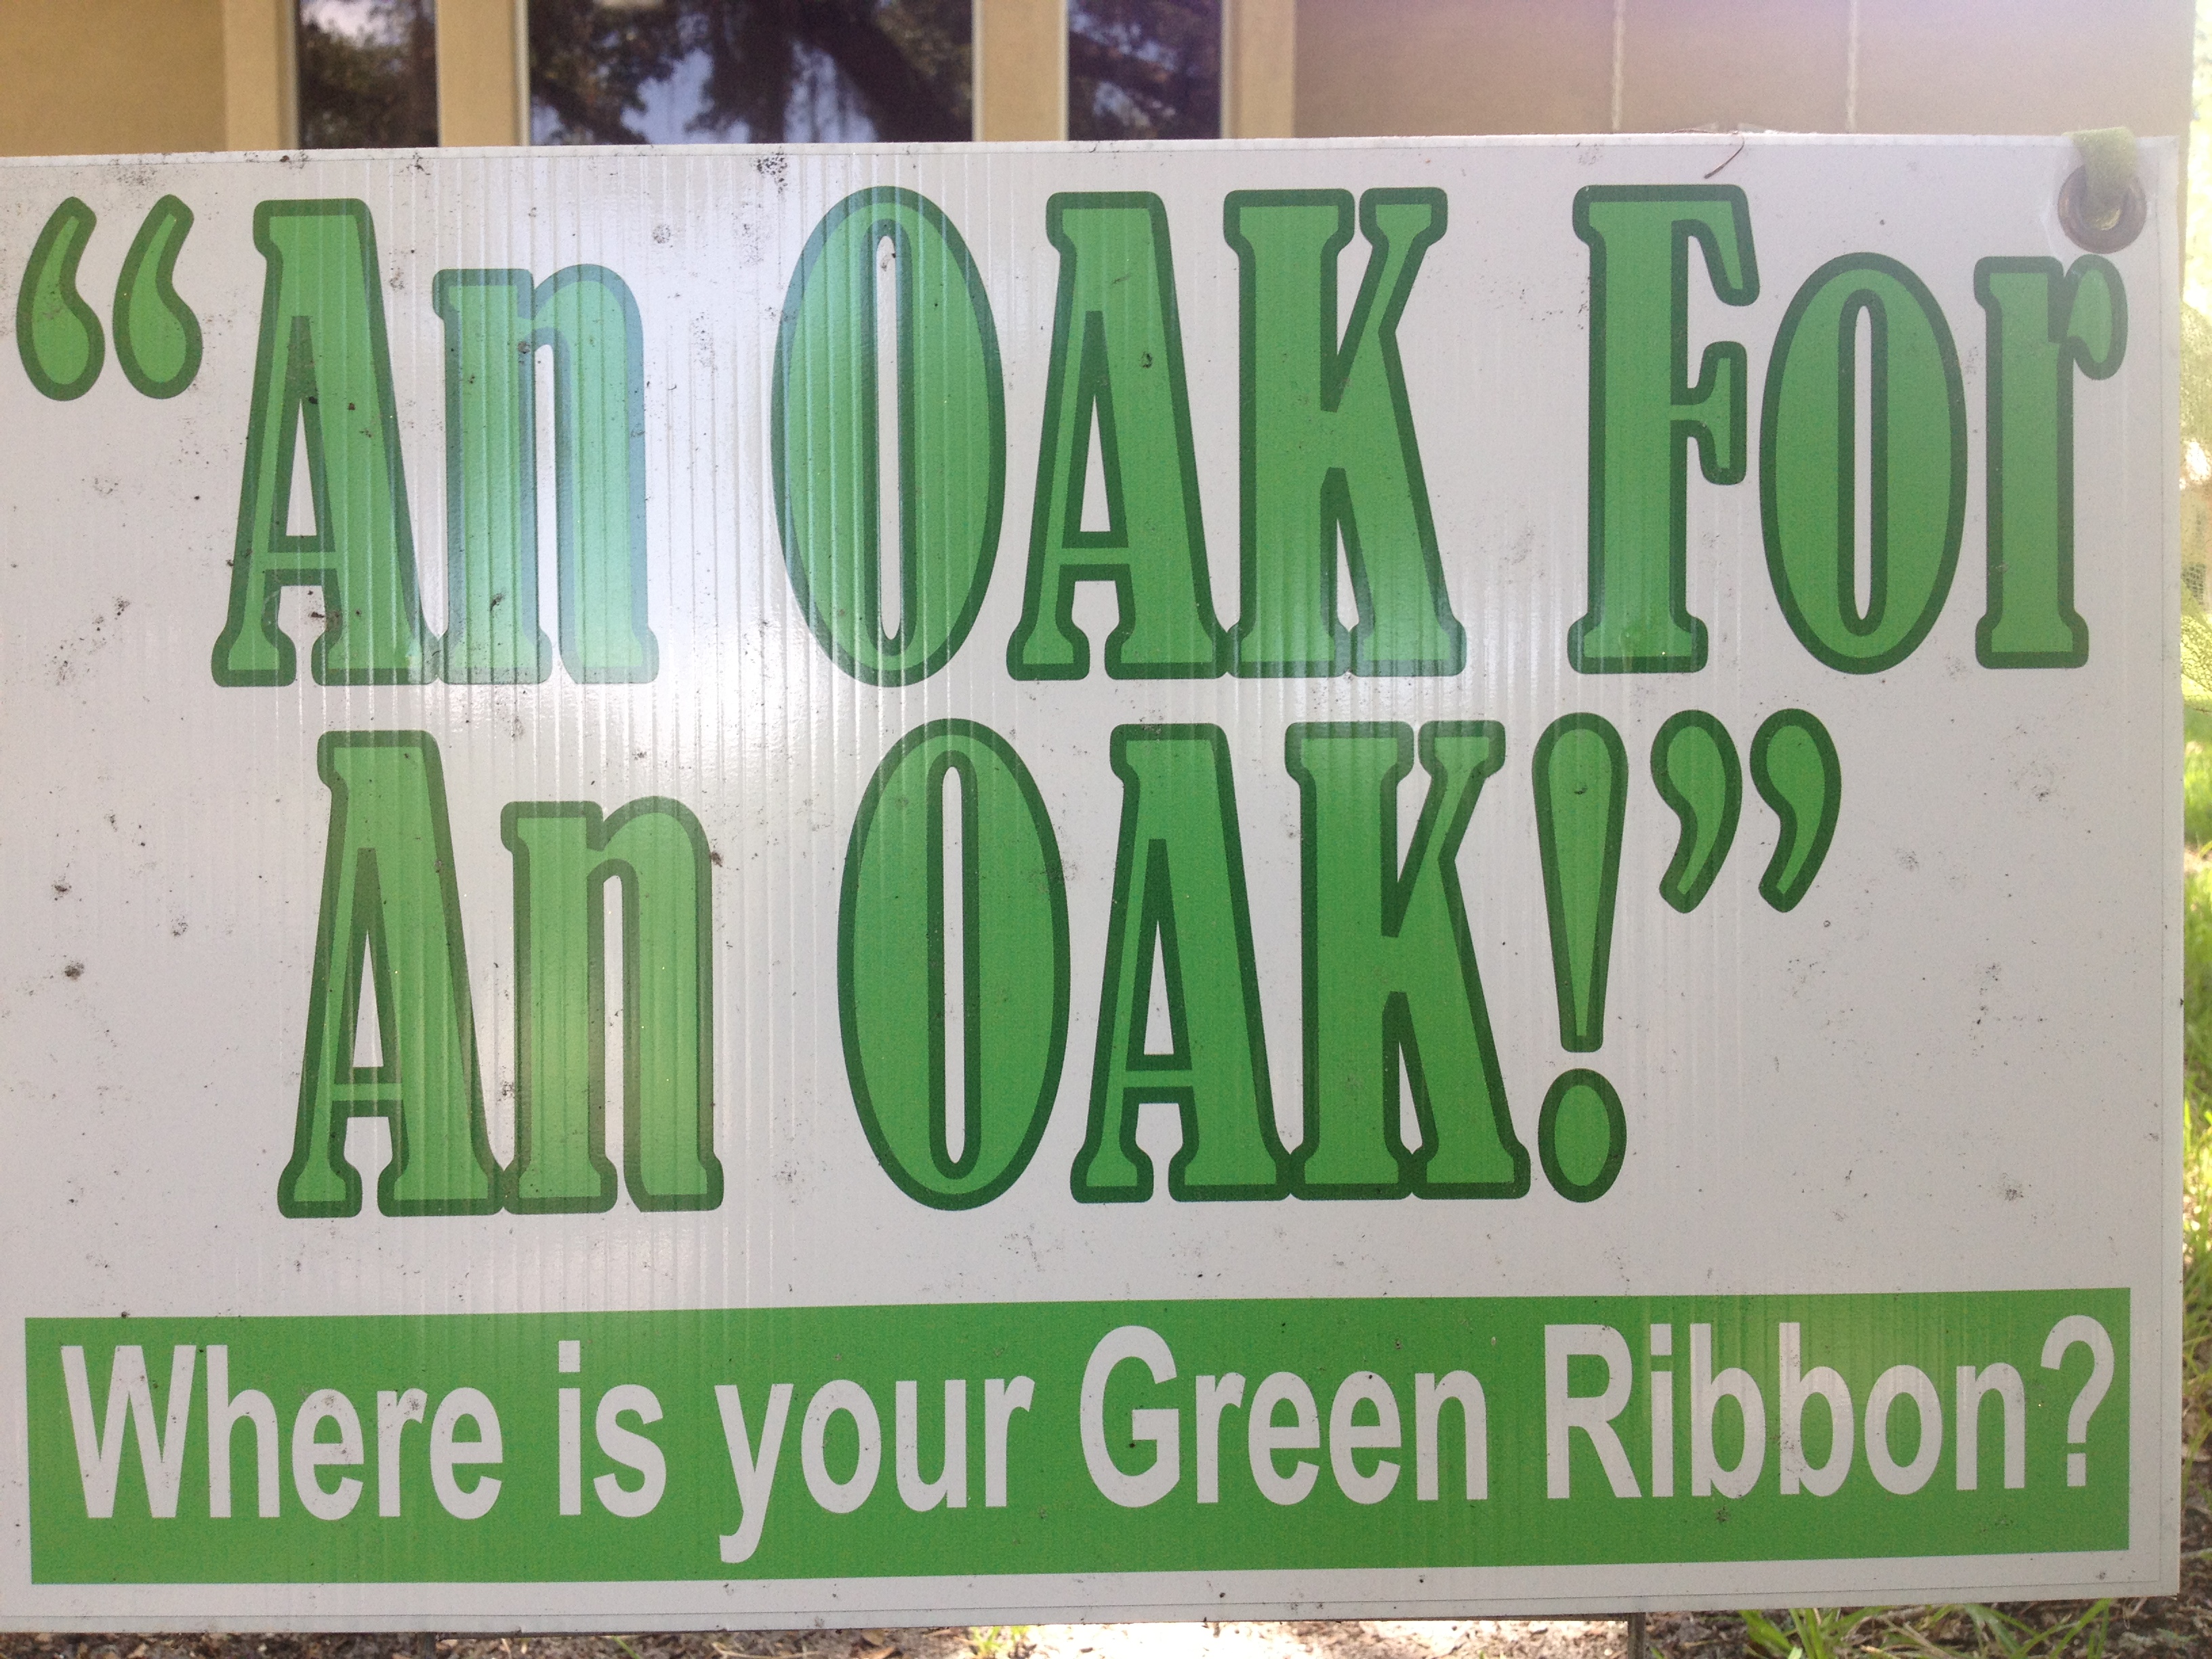 “An OAK For
An OAK!”
Where is your Green Ribbon?